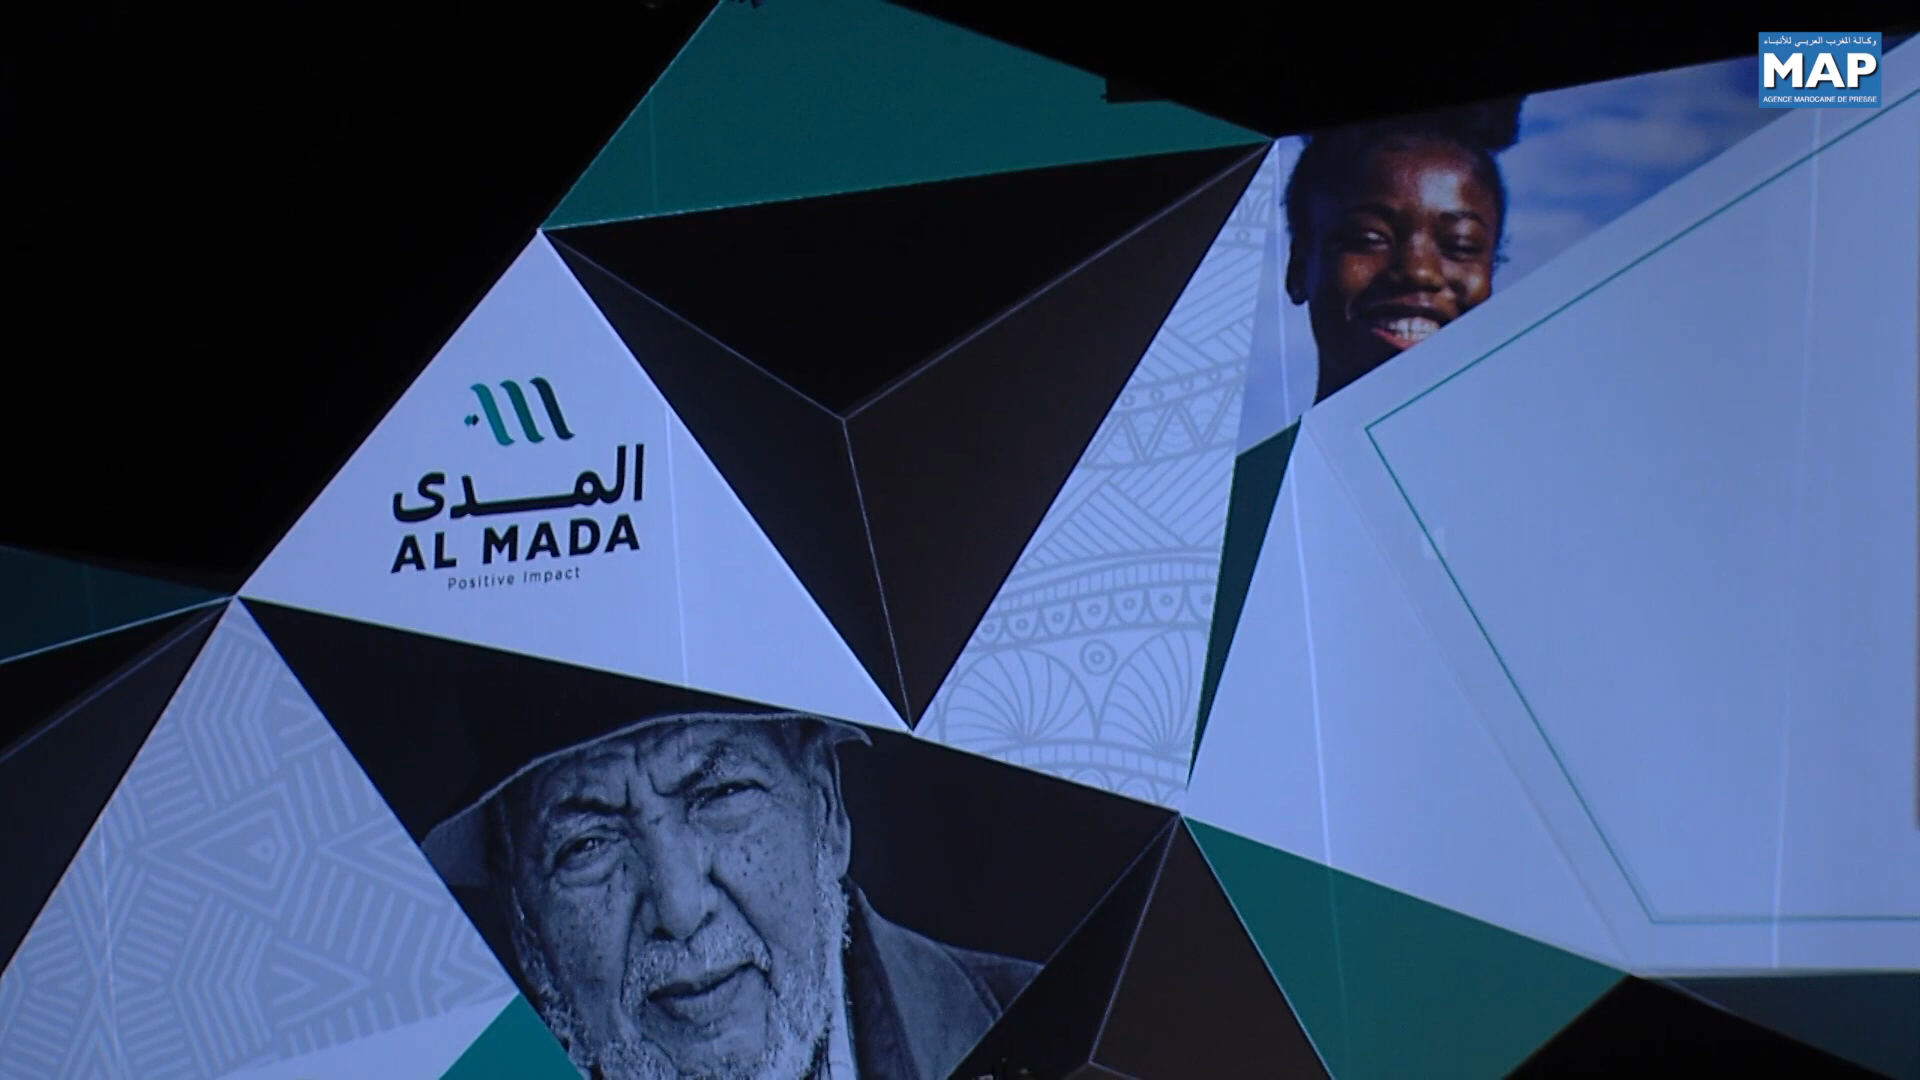 وكالة المغرب العربي للأنباء
MAP
AGENCE MAROCAINE DE PRESSE
المدى
AL MADA
Positive Impact